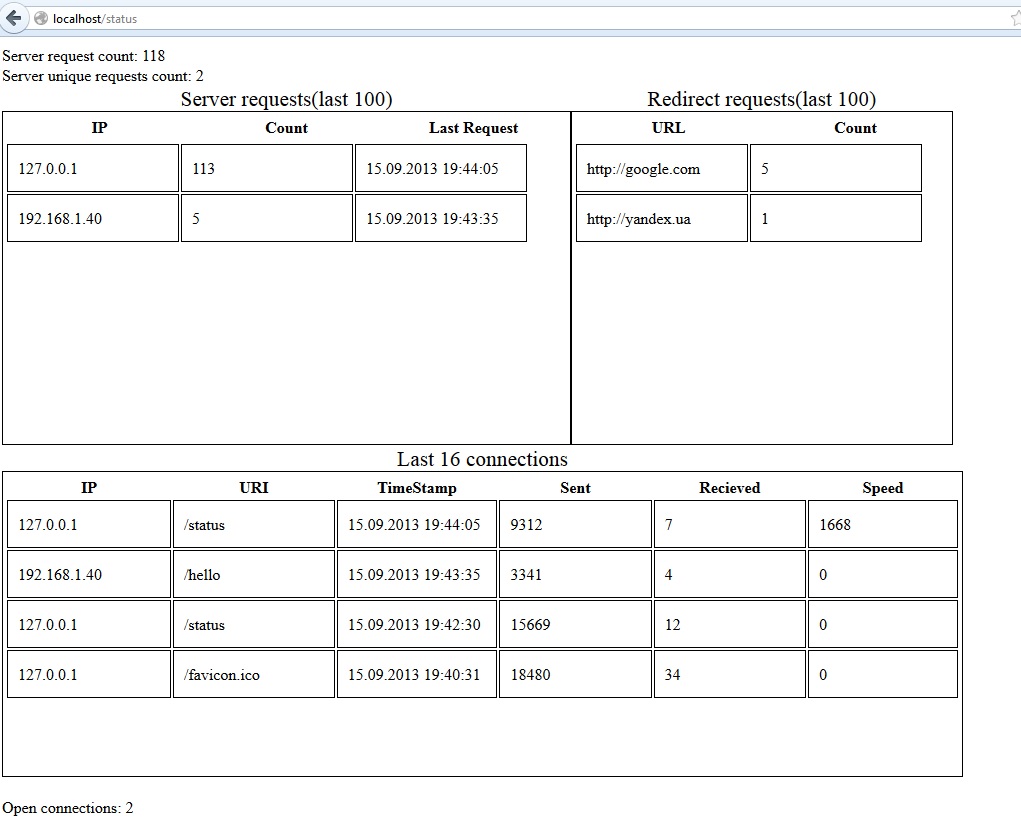 localhost/status
Server request count: 118
Server unique requests count: 2
Server requests(last 100)
IP Count Last Request
127.0.0.1 113 15.09.2013 19:44:05
192.168.1.40 5 15.09.2013 19:43:35
Redirect requests(last 100)
URL Count
http://google.com 5
http://yandex.ua 1
Last 16 connections
IP URI TimeStamp Sent Recieved Speed
127.0.0.1 /status 15.09.2013 19:44:05 9312 7 1668
192.168.1.40 /hello 15.09.2013 19:43:35 3341 4 0
127.0.0.1 /status 15.09.2013 19:42:30 15669 12 0
127.0.0.1 /favicon.ico 15.09.2013 19:40:31 18480 34 0
Open connections: 2